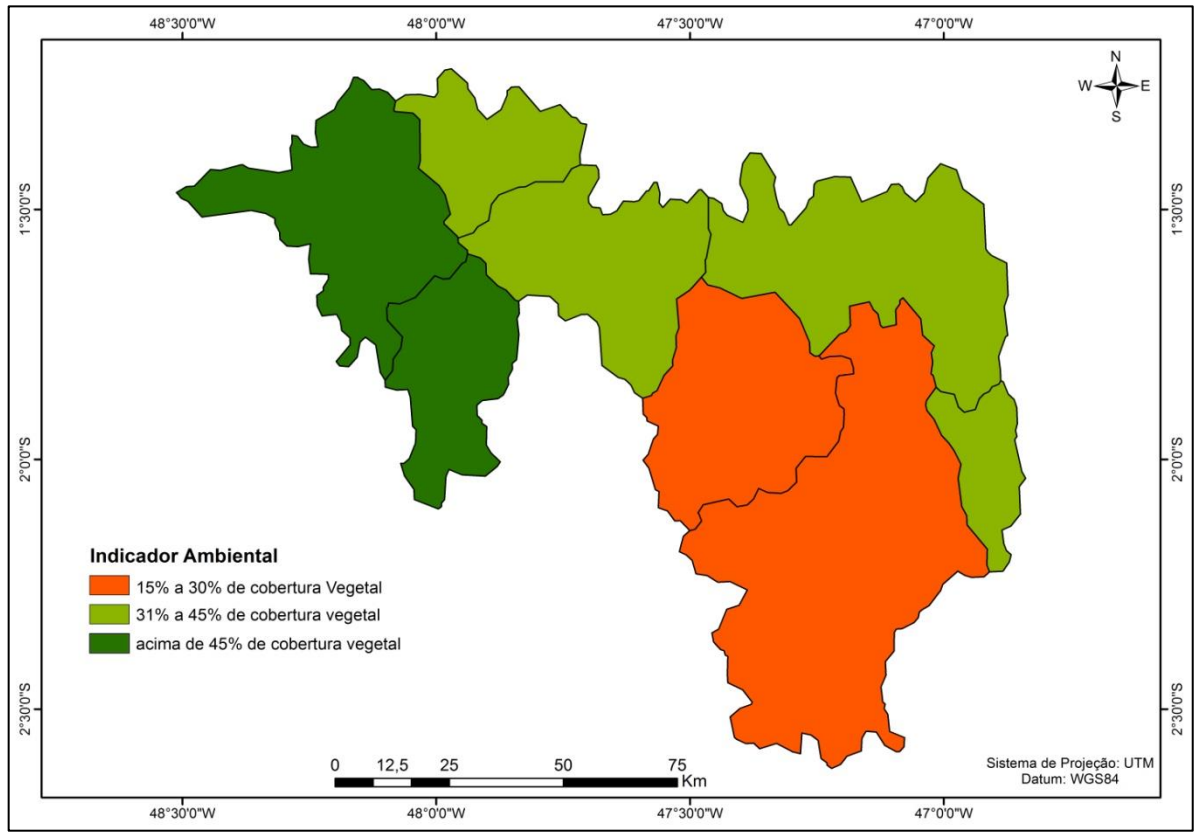 48°30'0"W 48°0'0"W 47°30'0"W 47°0'0"W
N
W E
S
1°30'0"S 1°30'0"S
2°0'0"S 2°0'0"S
Indicador Ambiental
15% a 30% de cobertura Vegetal
31% a 45% de cobertura vegetal
acima de 45% de cobertura vegetal
2°30'0"S 2°30'0"S
0 12,5 25 50 75
Km
Sistema de Projeção: UTM
Datum: WGS84
48°30'0"W 48°0'0"W 47°30'0"W 47°0'0"W